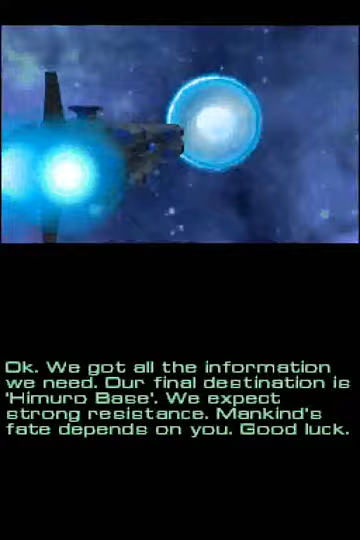 Ok. We got all the information
we need. Our final destination is
'Himuro Base'. We expect
strong resistance. Mankind's
fate depends on you. Good luck.